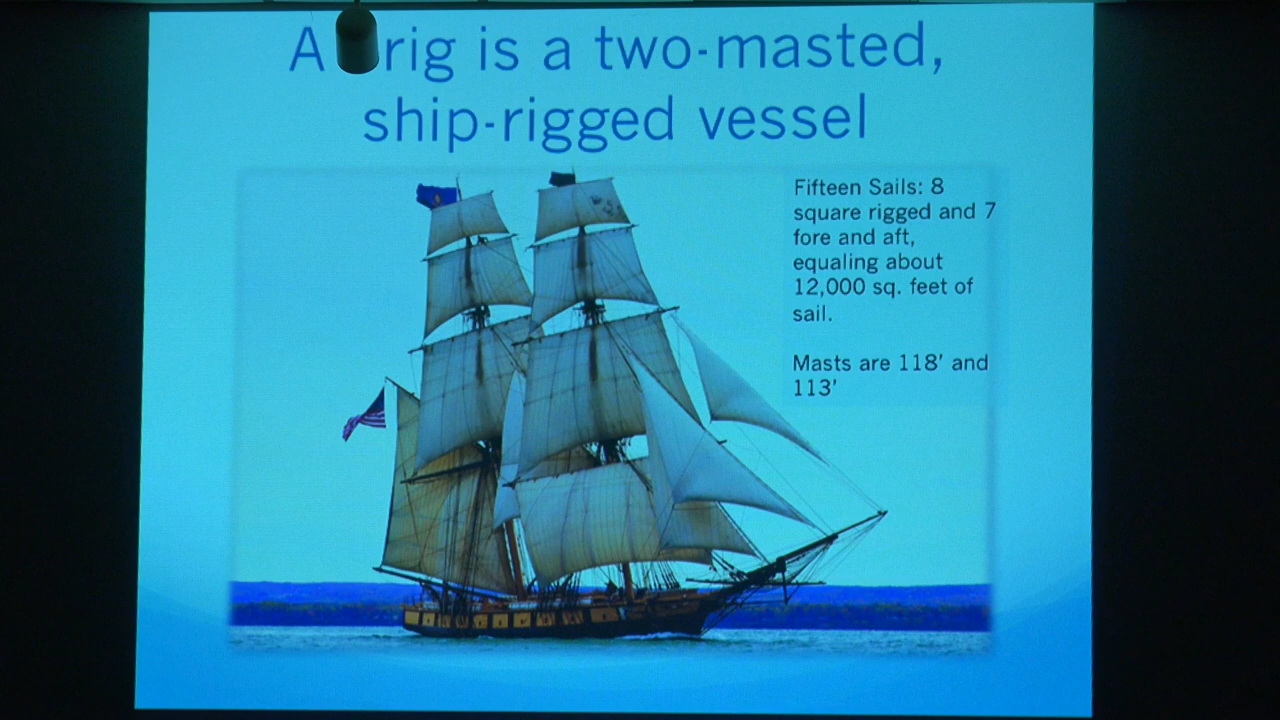 A rig is a two-masted,
ship-rigged vessel
Fifteen Sails: 8
square rigged and 7
fore and aft,
equaling about
12,000 sq. feet of
sail.
Masts are 118' and
113'